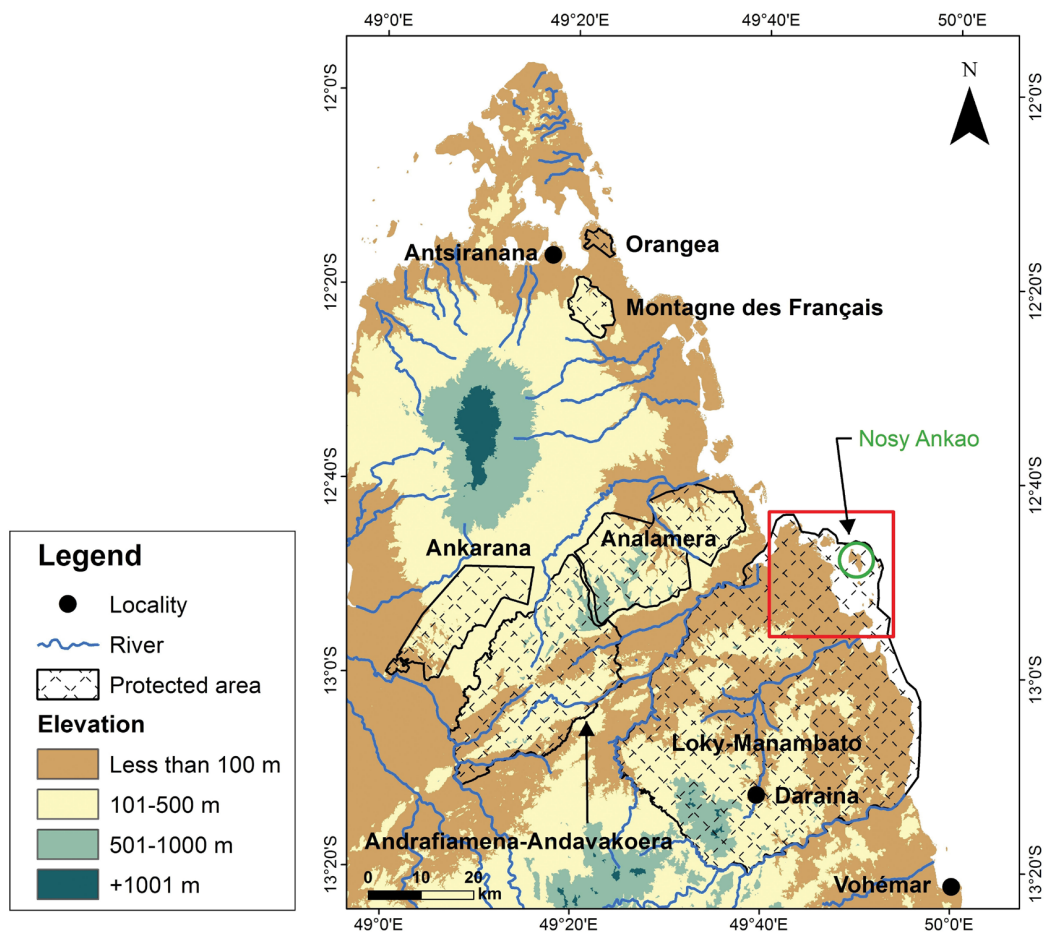 49°0'E
49°20'E
49°40'E
50°0'E
N
12°0'S
12°0'S
Antsiranana
Orangea
12°20'S
12°20'S
Montagne des Français
Nosy Ankao
12°40'S
12°40'S
Ankarana
Analamera
13°0'S
13°0'S
Loky-Manambato
Daraina
Andrafiamena-Andavakoera
13°20'S
13°20'S
Vohémar
0 10 20
km
49°0'E
49°20'E
49°40'E
50°0'E
Legend
Locality
River
Protected area
Elevation
Less than 100 m
101-500 m
501-1000 m
+1001 m